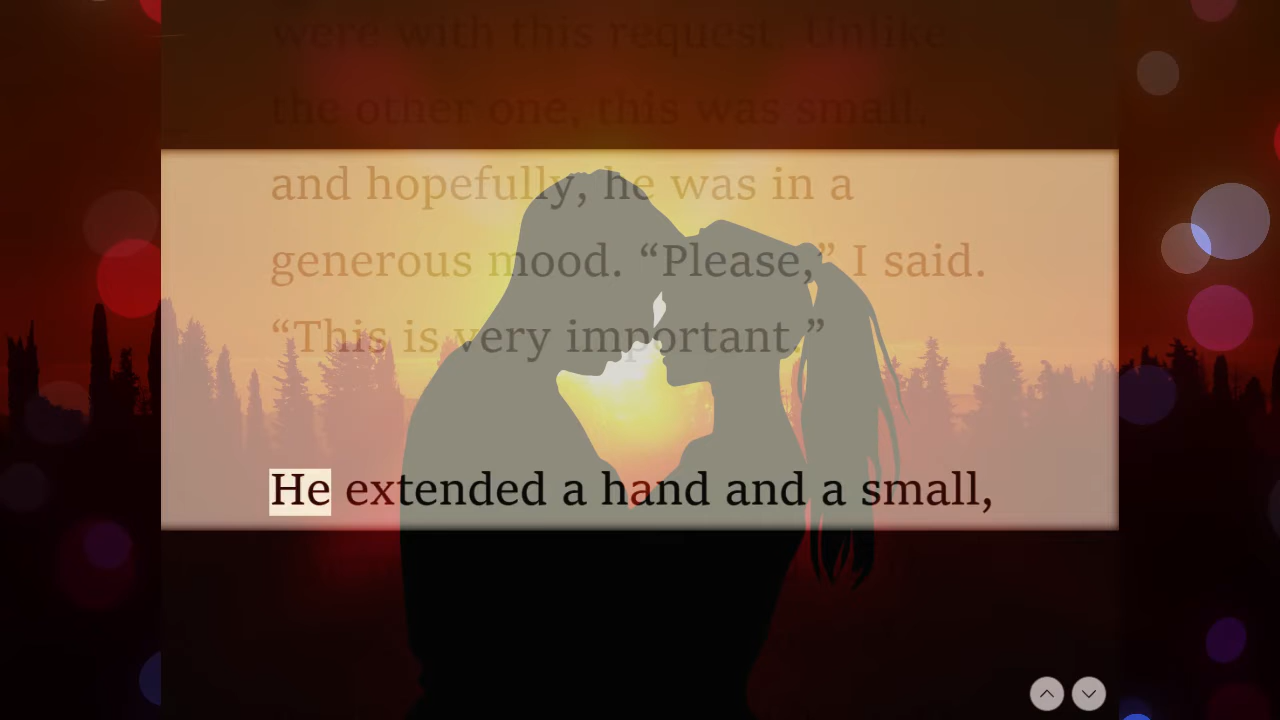 were with this request. Unlike
the other one, this was small.
and hopefully, he was in a
generous mood. “Please,” I said.
“This is very important.”
He extended a hand and a small,